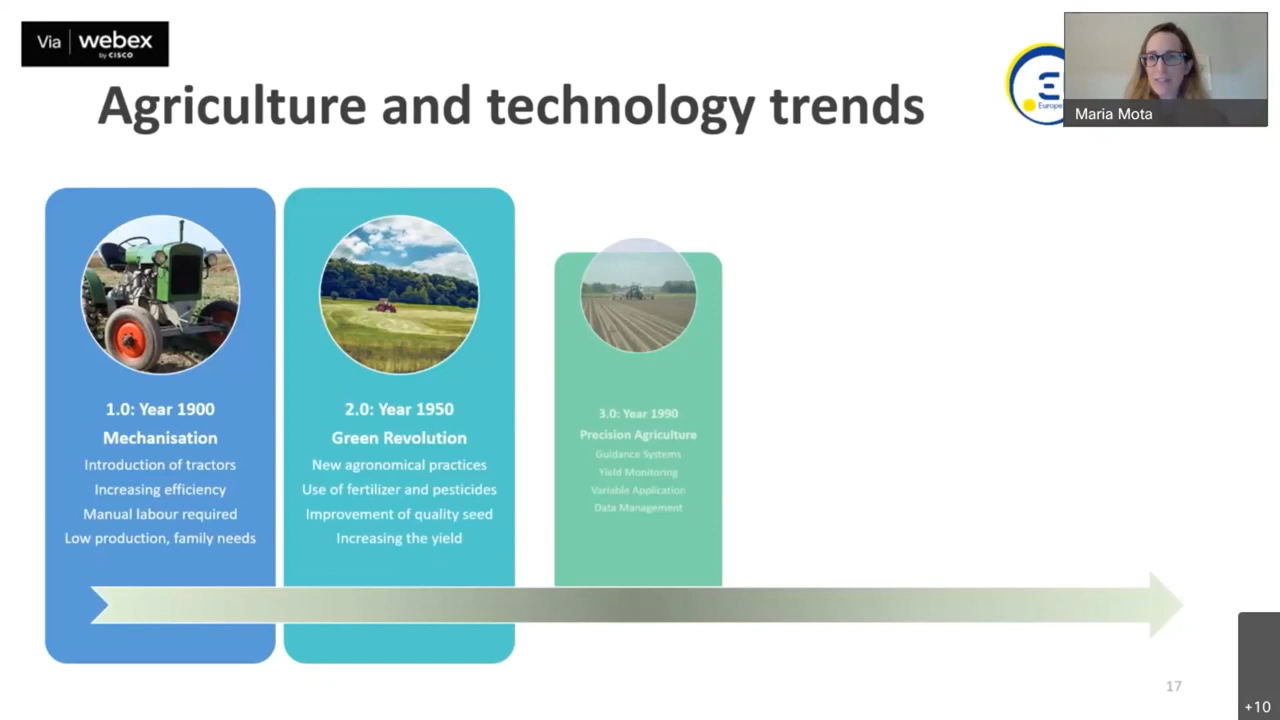 Via webex
by CISCO
Agriculture and technology trends
Europe
Maria Mota
1.0: Year 1900
Mechanisation
Introduction of tractors
Increasing efficiency
Manual labour required
Low production, family needs
2.0: Year 1950
Green Revolution
New agronomical practices
Use of fertilizer and pesticides
Improvement of quality seed
Increasing the yield
3.0: Year 1990
Precision Agriculture
Guidance Systems
Yield Monitoring
Variable Application
Data Management
17
+10